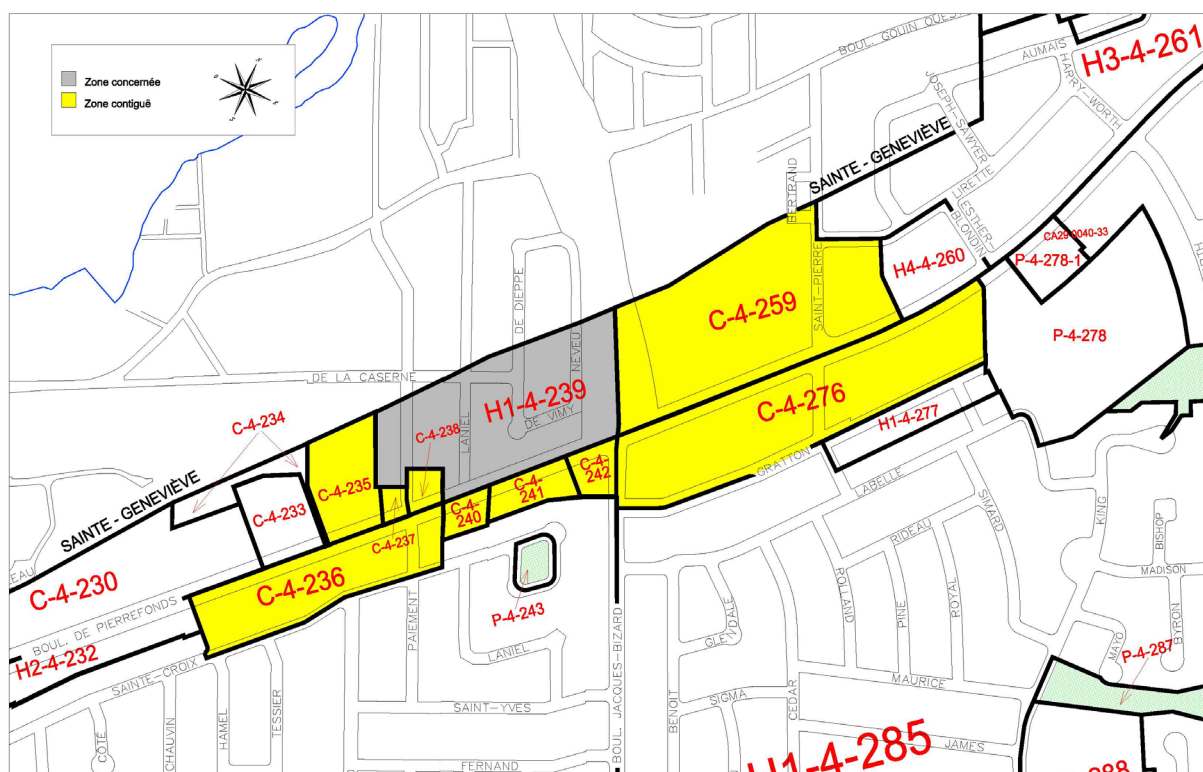 Zone concernée
Zone contiguë
N
E
S
O
BOUL. GOUIN OUEST
AUMAIS
HARRY-WORTH
H3-4-261
JOSEPH-SAWYER
SAINTE - GENEVIÈVE
BERTRAND
LIRETTE
ESTHER
BLONDIN
CA29 0040-33
P-4-278-1
H4-4-260
SAINT-PIERRE
C-4-259
P-4-278
DE DIEPPE
NEVEU
DE LA CASERNE
H1-4-239
DE VIMY
LANIEL
C-4-238
C-4-234
C-4-276
H1-4-277
GRATTON
LABELLE
C-4-235
C-4-233
C-4-
242
C-4-
241
C-4-
240
C-4-237
SAINTE - GENEVIÈVE
SIMARD
KING
BISHOP
RIDEAU
MADISON
C-4-230
C-4-236
P-4-243
BOUL. DE PIERREFONDS
PAIEMENT
ROLLAND
PINE
ROYAL
GLENDALE
BYRON
MAYO
P-4-287
H2-4-232
LANIEL
SAINTE-CROIX
BOUL. JACQUES-BIZARD
BENOIT
SIGMA
CEDAR
MAURICE
SAINT-YVES
CÔTÉ
CHAUVIN
HAMEL
TESSIER
FERNAND
H1-4-285
JAMES